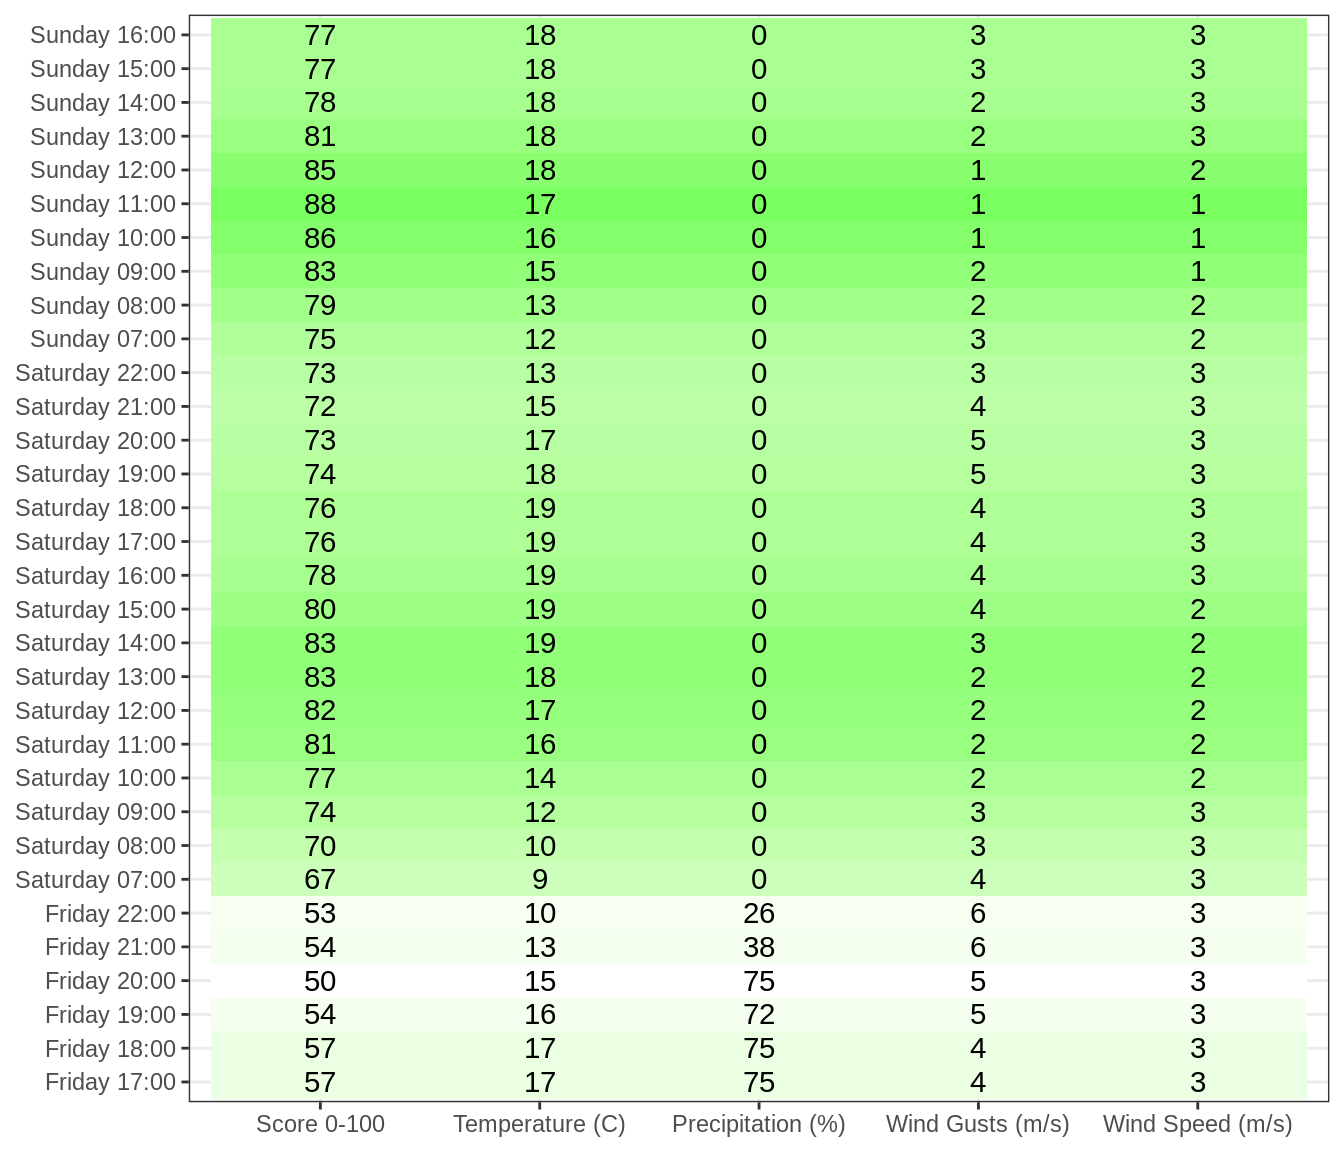 Sunday 16:00 77 18 0 3 3
Sunday 15:00 77 18 0 3 3
Sunday 14:00 78 18 0 2 3
Sunday 13:00 81 18 0 2 3
Sunday 12:00 85 18 0 1 2
Sunday 11:00 88 17 0 1 1
Sunday 10:00 86 16 0 1 1
Sunday 09:00 83 15 0 2 1
Sunday 08:00 79 13 0 2 2
Sunday 07:00 75 12 0 3 2
Saturday 22:00 73 13 0 3 3
Saturday 21:00 72 15 0 4 3
Saturday 20:00 73 17 0 5 3
Saturday 19:00 74 18 0 5 3
Saturday 18:00 76 19 0 4 3
Saturday 17:00 76 19 0 4 3
Saturday 16:00 78 19 0 4 3
Saturday 15:00 80 19 0 4 2
Saturday 14:00 83 19 0 3 2
Saturday 13:00 83 18 0 2 2
Saturday 12:00 82 17 0 2 2
Saturday 11:00 81 16 0 2 2
Saturday 10:00 77 14 0 2 2
Saturday 09:00 74 12 0 3 3
Saturday 08:00 70 10 0 3 3
Saturday 07:00 67 9 0 4 3
Friday 22:00 53 10 26 6 3
Friday 21:00 54 13 38 6 3
Friday 20:00 50 15 75 5 3
Friday 19:00 54 16 72 5 3
Friday 18:00 57 17 75 4 3
Friday 17:00 57 17 75 4 3
Score 0-100 Temperature (C) Precipitation (%) Wind Gusts (m/s) Wind Speed (m/s)